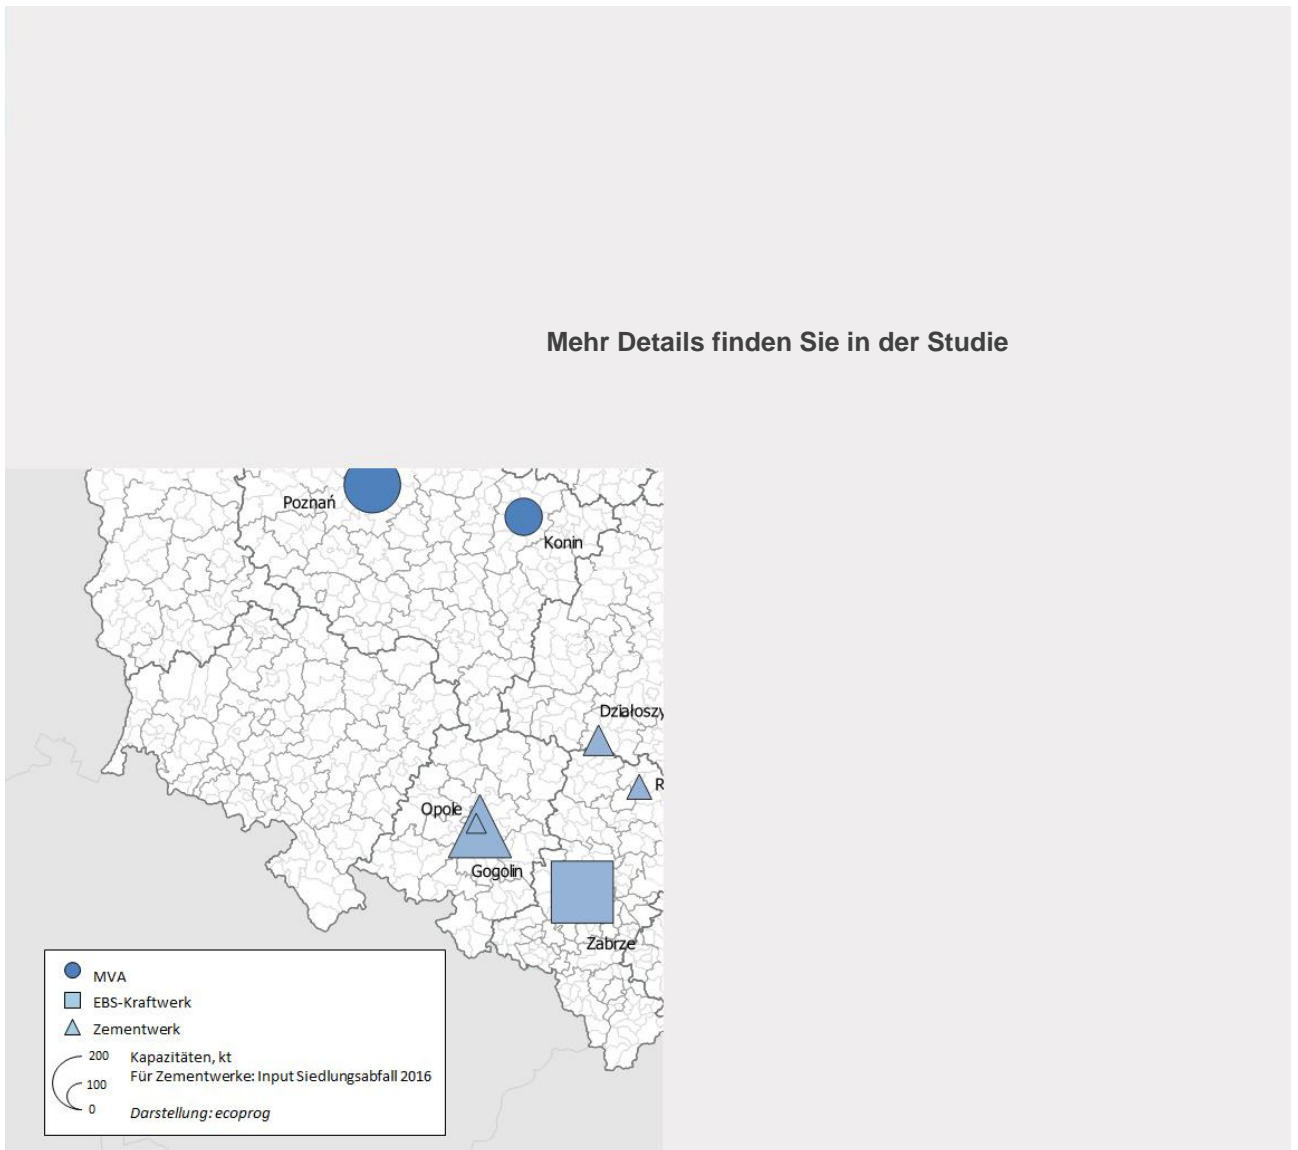 Mehr Details finden Sie in der Studie
Poznań
Konin
Działoszy
R
Opole
Gogolin
Zabrze
MVA
EBS-Kraftwerk
Zementwerk
200
100
0
Kapazitäten, kt
Für Zementwerke: Input Siedlungsabfall 2016
Darstellung: ecoprog